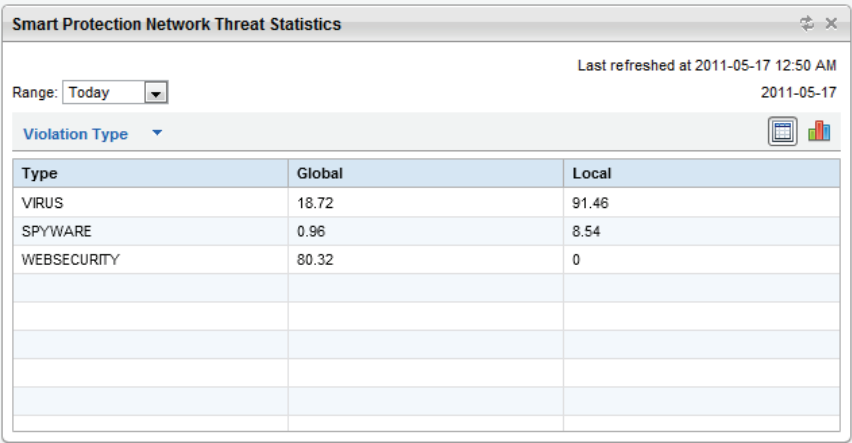 Smart Protection Network Threat Statistics
Last refreshed at 2011-05-17 12:50 AM
Range: Today
2011-05-17
Violation Type
Type Global Local
VIRUS 18.72 91.46
SPYWARE 0.96 8.54
WEBSECURITY 80.32 0